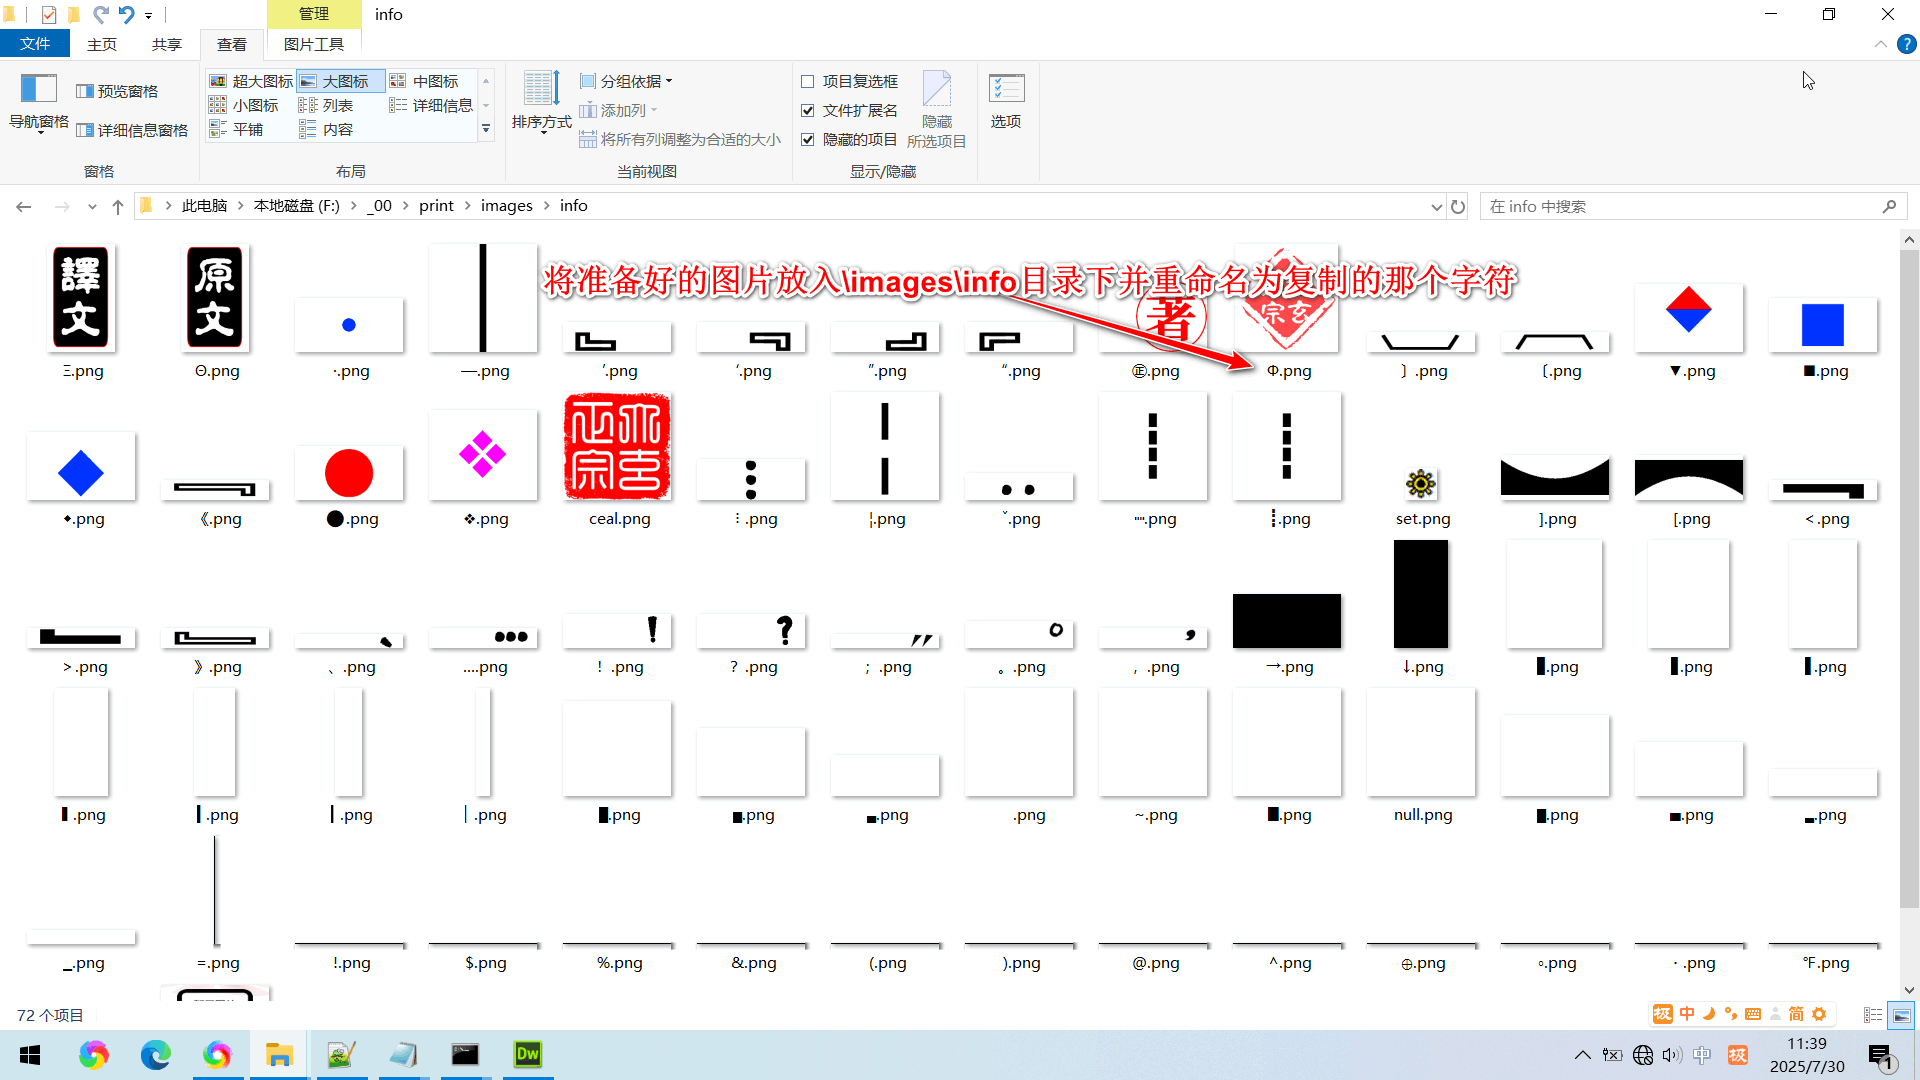 管理
info
文件
主页
共享
查看
图片工具
导航窗格
预览窗格
详细信息窗格
窗格
超大图标
大图标
中图标
小图标
列表
详细信息
平铺
内容
布局
排序方式
分组依据
添加列
将所有列调整为合适的大小
当前视图
项目复选框
文件扩展名
隐藏的项目
隐藏
所选项目
显示/隐藏
选项
此电脑
本地磁盘 (F:)
_00
print
images
info
在 info 中搜索
譯文
原文
将准备好的图片放入\images\info目录下并重命名为复制的那个字符
著
宗玄
Ξ.png
Θ.png
·.png
—.png
′.png
‘.png
″.png
“.png
㊣.png
Φ.png
〕.png
〔.png
▼.png
■.png
⬥.png
《.png
●.png
❖.png
ceal.png
⁝.png
¦.png
ˇ.png
┉.png
┋.png
set.png
].png
[.png
<.png
>.png
》.png
、.png
....png
！.png
？.png
；.png
。.png
，.png
→.png
↓.png
▉.png
▊.png
▋.png
▌.png
▍.png
▎.png
▏.png
▇.png
▅.png
▃.png
.png
~.png
█.png
null.png
▆.png
▄.png
▂.png
▁.png
=.png
!.png
$.png
%.png
&.png
(.png
).png
@.png
^.png
⊕.png
∘.png
・.png
℉.png
72 个项目
极
中
简
Dw
中
极
11:39
2025/7/30
1